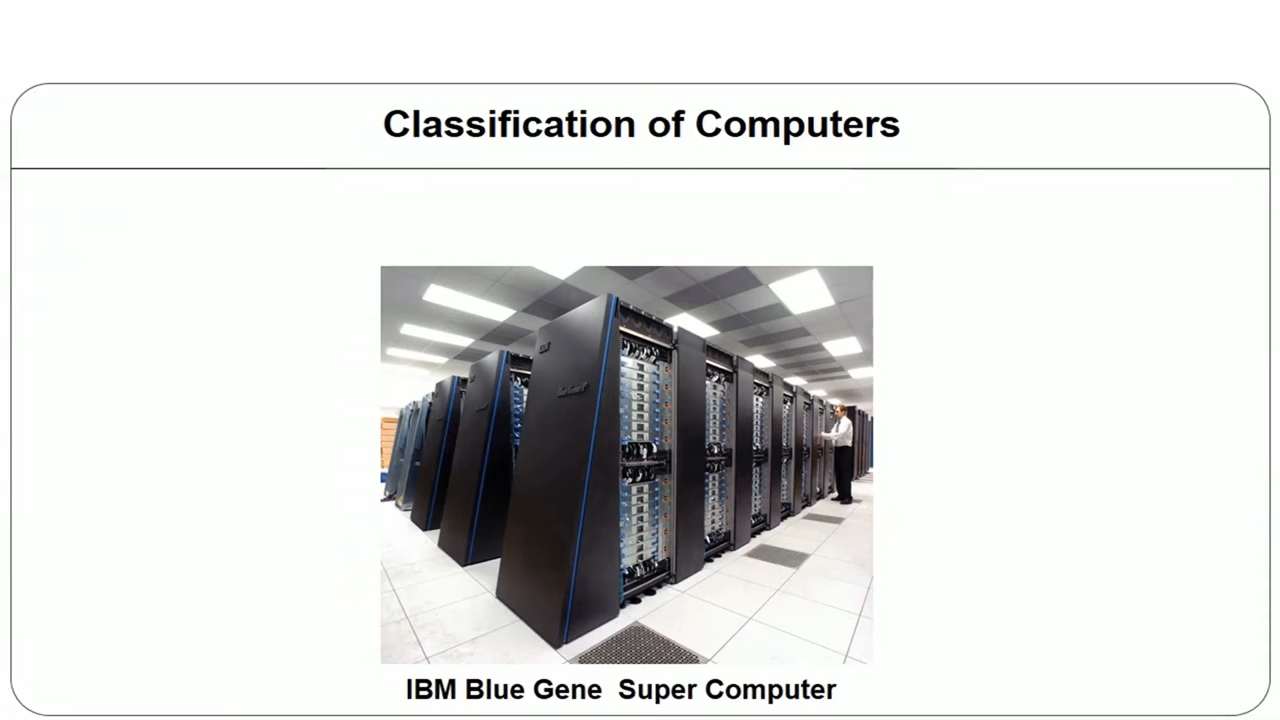 Classification of Computers
IBM Blue Gene  Super Computer